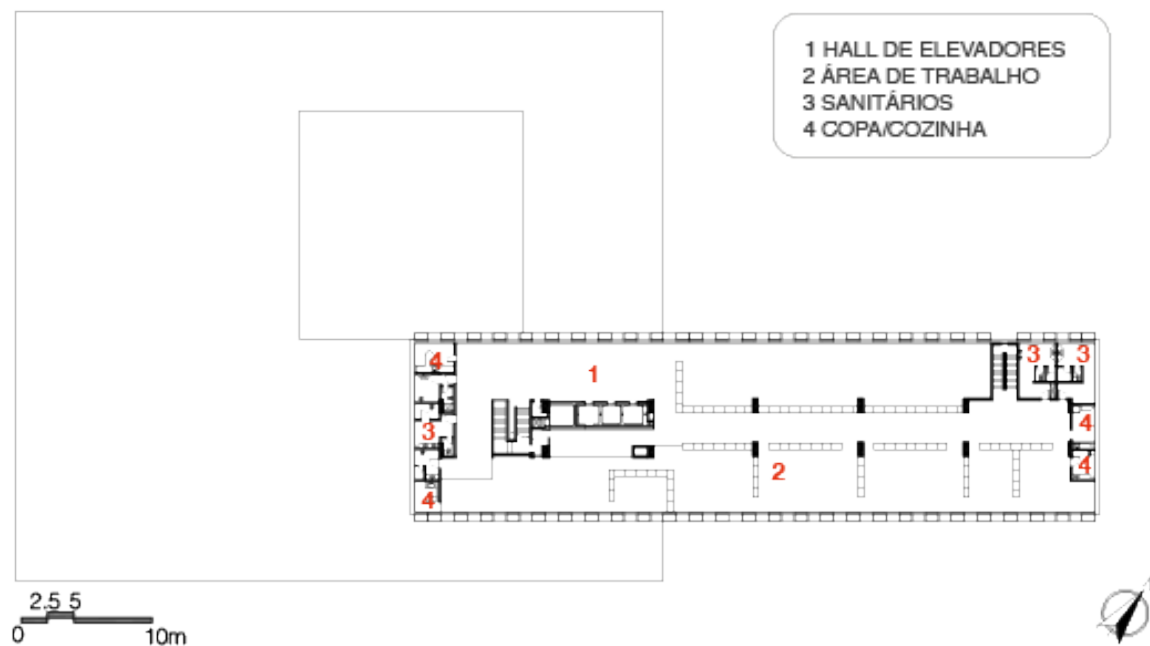 1 HALL DE ELEVADORES
2 ÁREA DE TRABALHO
3 SANITÁRIOS
4 COPA/COZINHA
4
1
3
3
4
3
2
4
4
2.5 5
0
10m